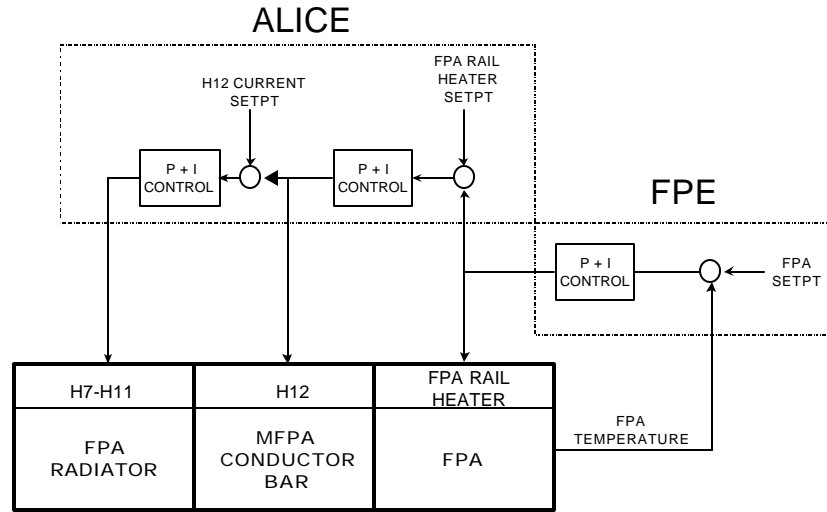 ALICE
H12 CURRENT
SETPT
FPA RAIL
HEATER
SETPT
P + I
CONTROL
P + I
CONTROL
FPE
P + I
CONTROL
FPA
SETPT
H7-H11
H12
FPA RAIL
HEATER
FPA
RADIATOR
MFPA
CONDUCTOR
BAR
FPA
FPA
TEMPERATURE